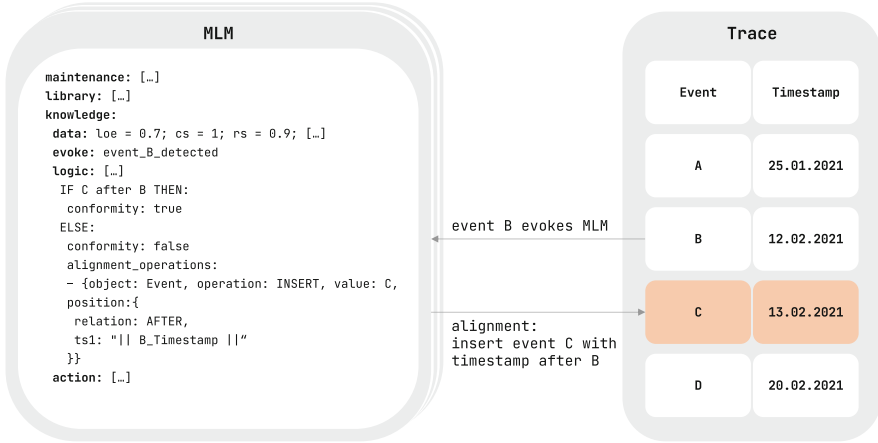 MLM
maintenance: […]
library: […]
knowledge:
data: loe = 0.7; cs = 1; rs = 0.9; […]
evoke: event_B_detected
logic: […]
IF C after B THEN:
conformity: true
ELSE:
conformity: false
alignment_operations:
– {object: Event, operation: INSERT, value: C,
position:{
relation: AFTER,
ts1: "|| B_Timestamp ||“
}}
action: […]
event B evokes MLM
alignment:
insert event C with
timestamp after B
Trace
Event Timestamp
A 25.01.2021
B 12.02.2021
C 13.02.2021
D 20.02.2021